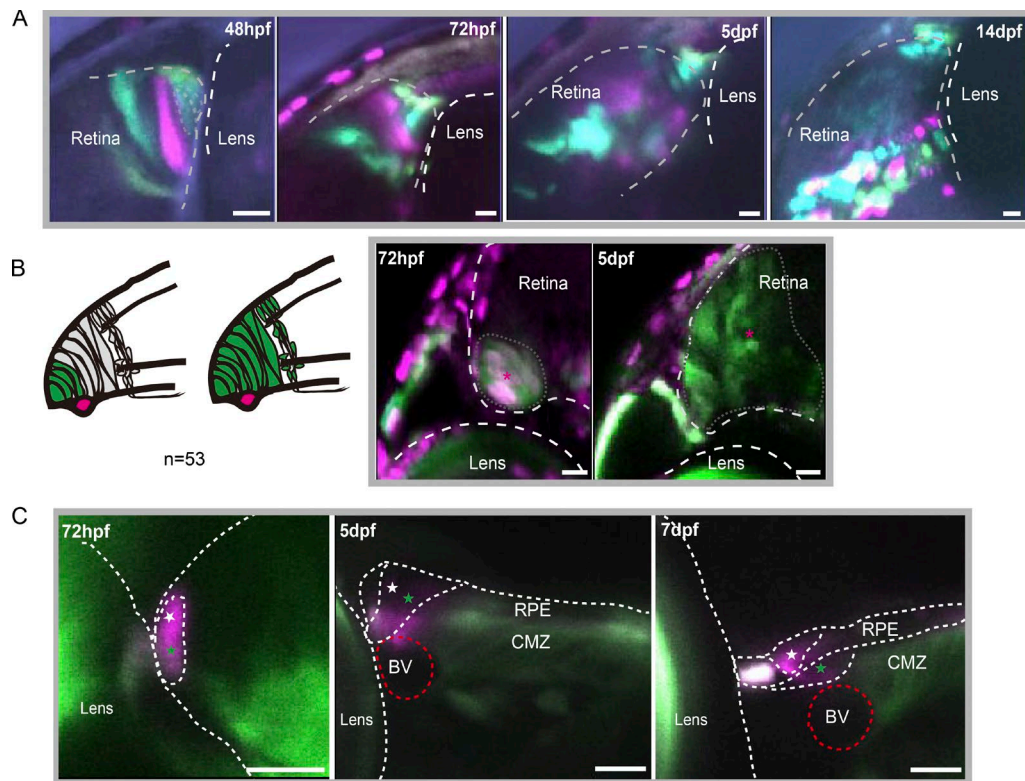 A
48hpf
Retina
Lens
72hpf
Retina
Lens
5dpf
Retina
Lens
14dpf
Retina
Lens
B
n=53
72hpf
Retina
*
Lens
5dpf
Retina
*
Lens
C
72hpf
Lens
5dpf
RPE
CMZ
BV
Lens
7dpf
RPE
CMZ
BV
Lens